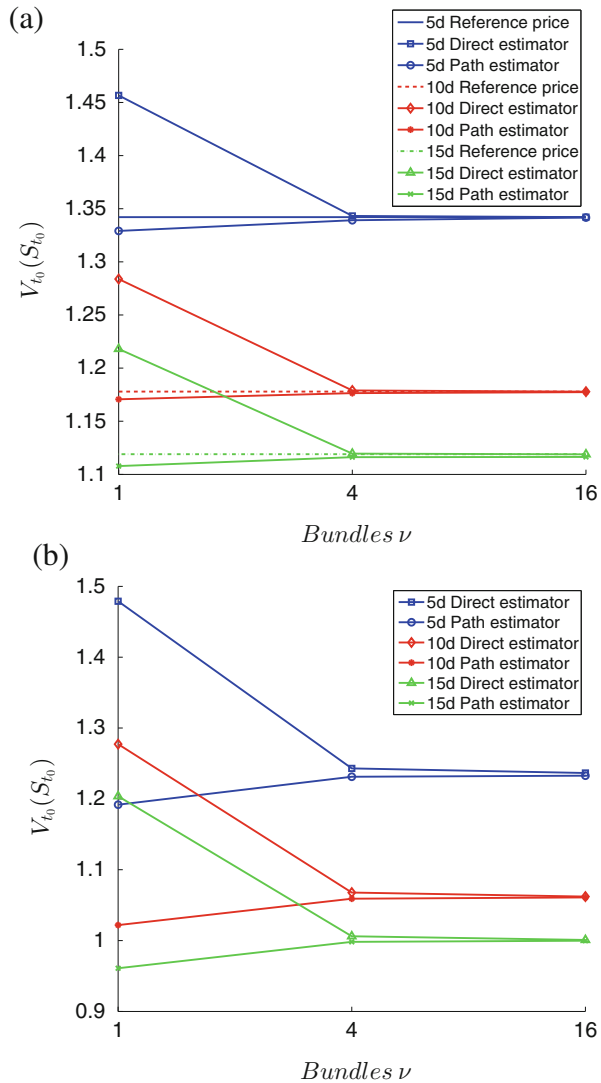 (a)
1.5
1.45
1.4
1.35
1.3
1.25
1.2
1.15
1.1
V_{t_0}(S_{t_0})
5d Reference price
5d Direct estimator
5d Path estimator
10d Reference price
10d Direct estimator
10d Path estimator
15d Reference price
15d Direct estimator
15d Path estimator
1 4 16
Bundles ν
(b)
1.5
1.4
1.3
1.2
1.1
1
0.9
V_{t_0}(S_{t_0})
5d Direct estimator
5d Path estimator
10d Direct estimator
10d Path estimator
15d Direct estimator
15d Path estimator
1 4 16
Bundles ν